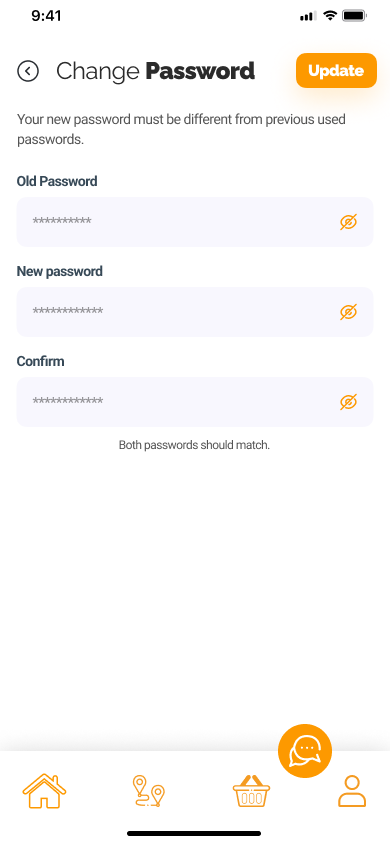 9:41
Change Password
Update
Your new password must be different from previous used
passwords.
Old Password
**********
New password
************
Confirm
************
Both passwords should match.